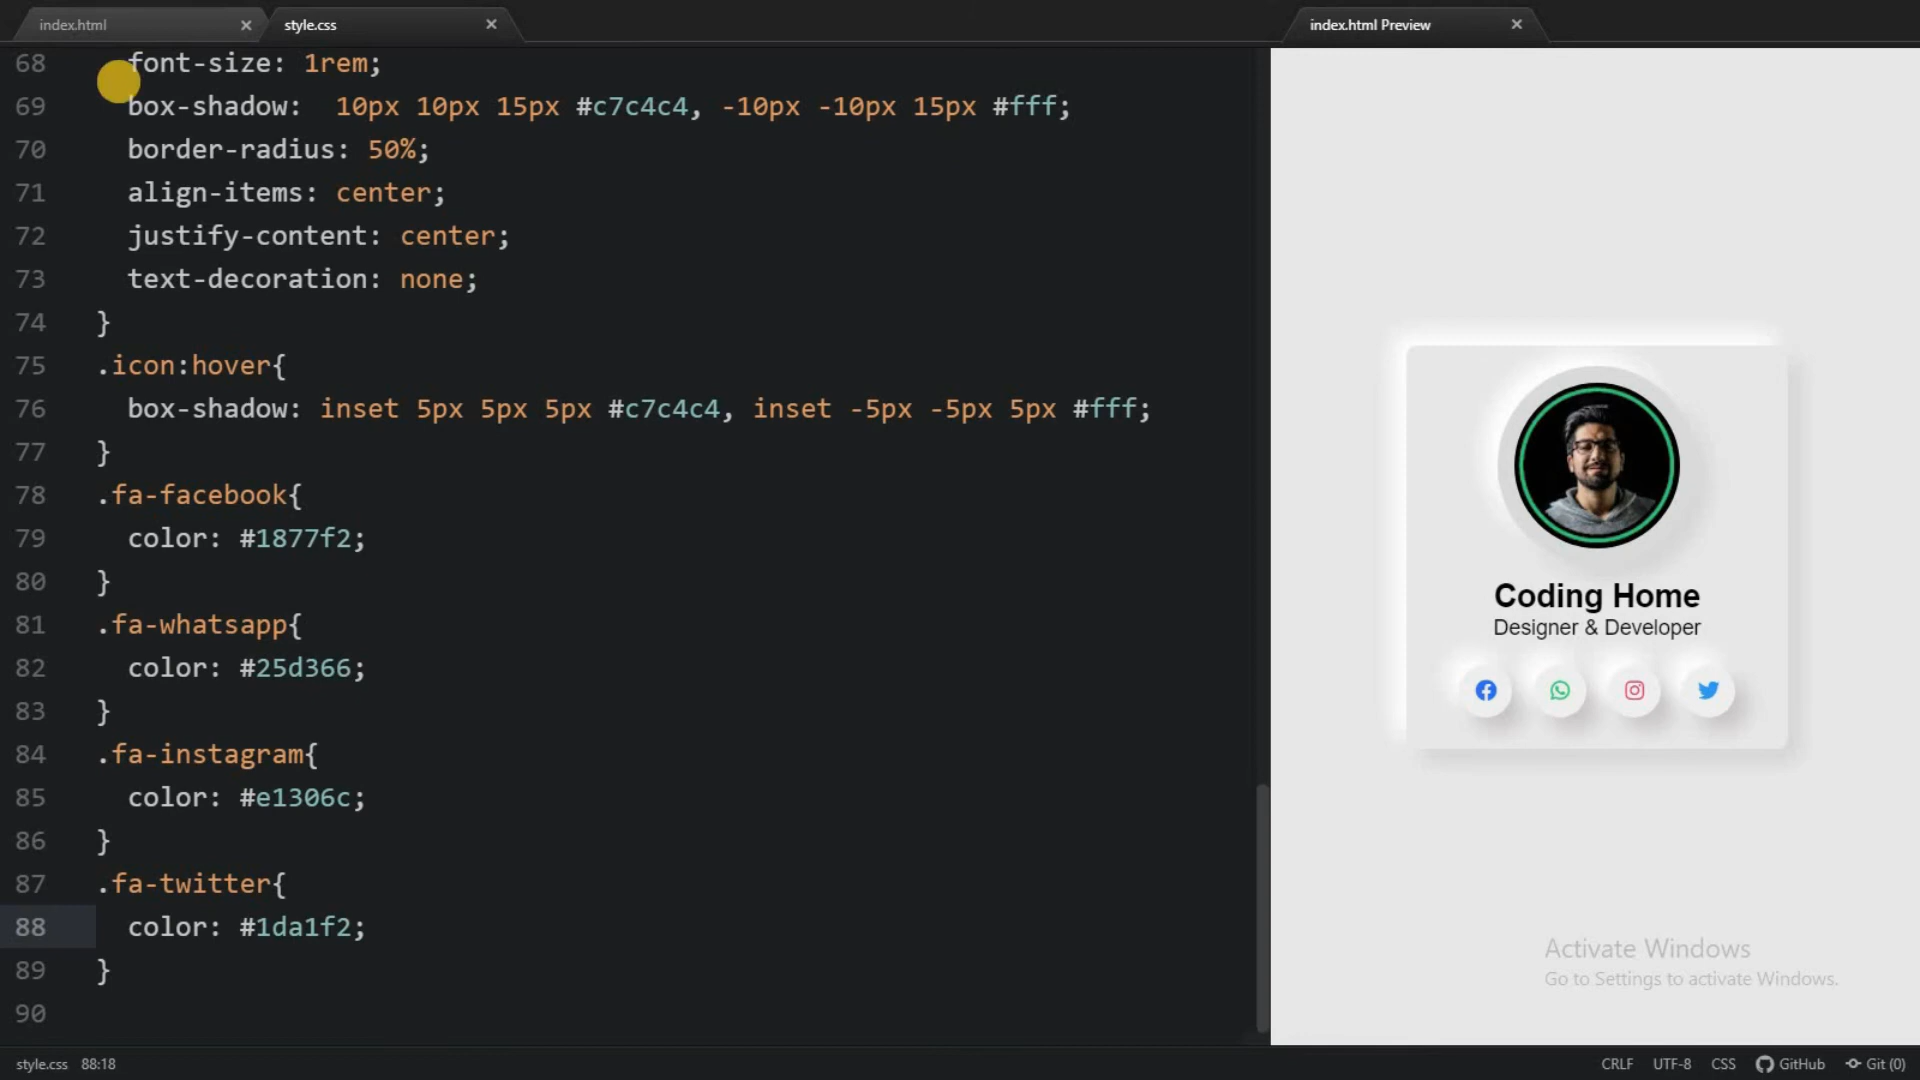 index.html
style.css
index.html Preview
68 font-size: 1rem;
69 box-shadow:  10px 10px 15px #c7c4c4, -10px -10px 15px #fff;
70 border-radius: 50%;
71 align-items: center;
72 justify-content: center;
73 text-decoration: none;
74 }
75 .icon:hover{
76 box-shadow: inset 5px 5px 5px #c7c4c4, inset -5px -5px 5px #fff;
77 }
78 .fa-facebook{
79 color: #1877f2;
80 }
81 .fa-whatsapp{
82 color: #25d366;
83 }
84 .fa-instagram{
85 color: #e1306c;
86 }
87 .fa-twitter{
88 color: #1da1f2;
89 }
90
Coding Home
Designer & Developer
Activate Windows
Go to Settings to activate Windows.
style.css 88:18
CRLF UTF-8 CSS GitHub Git (0)